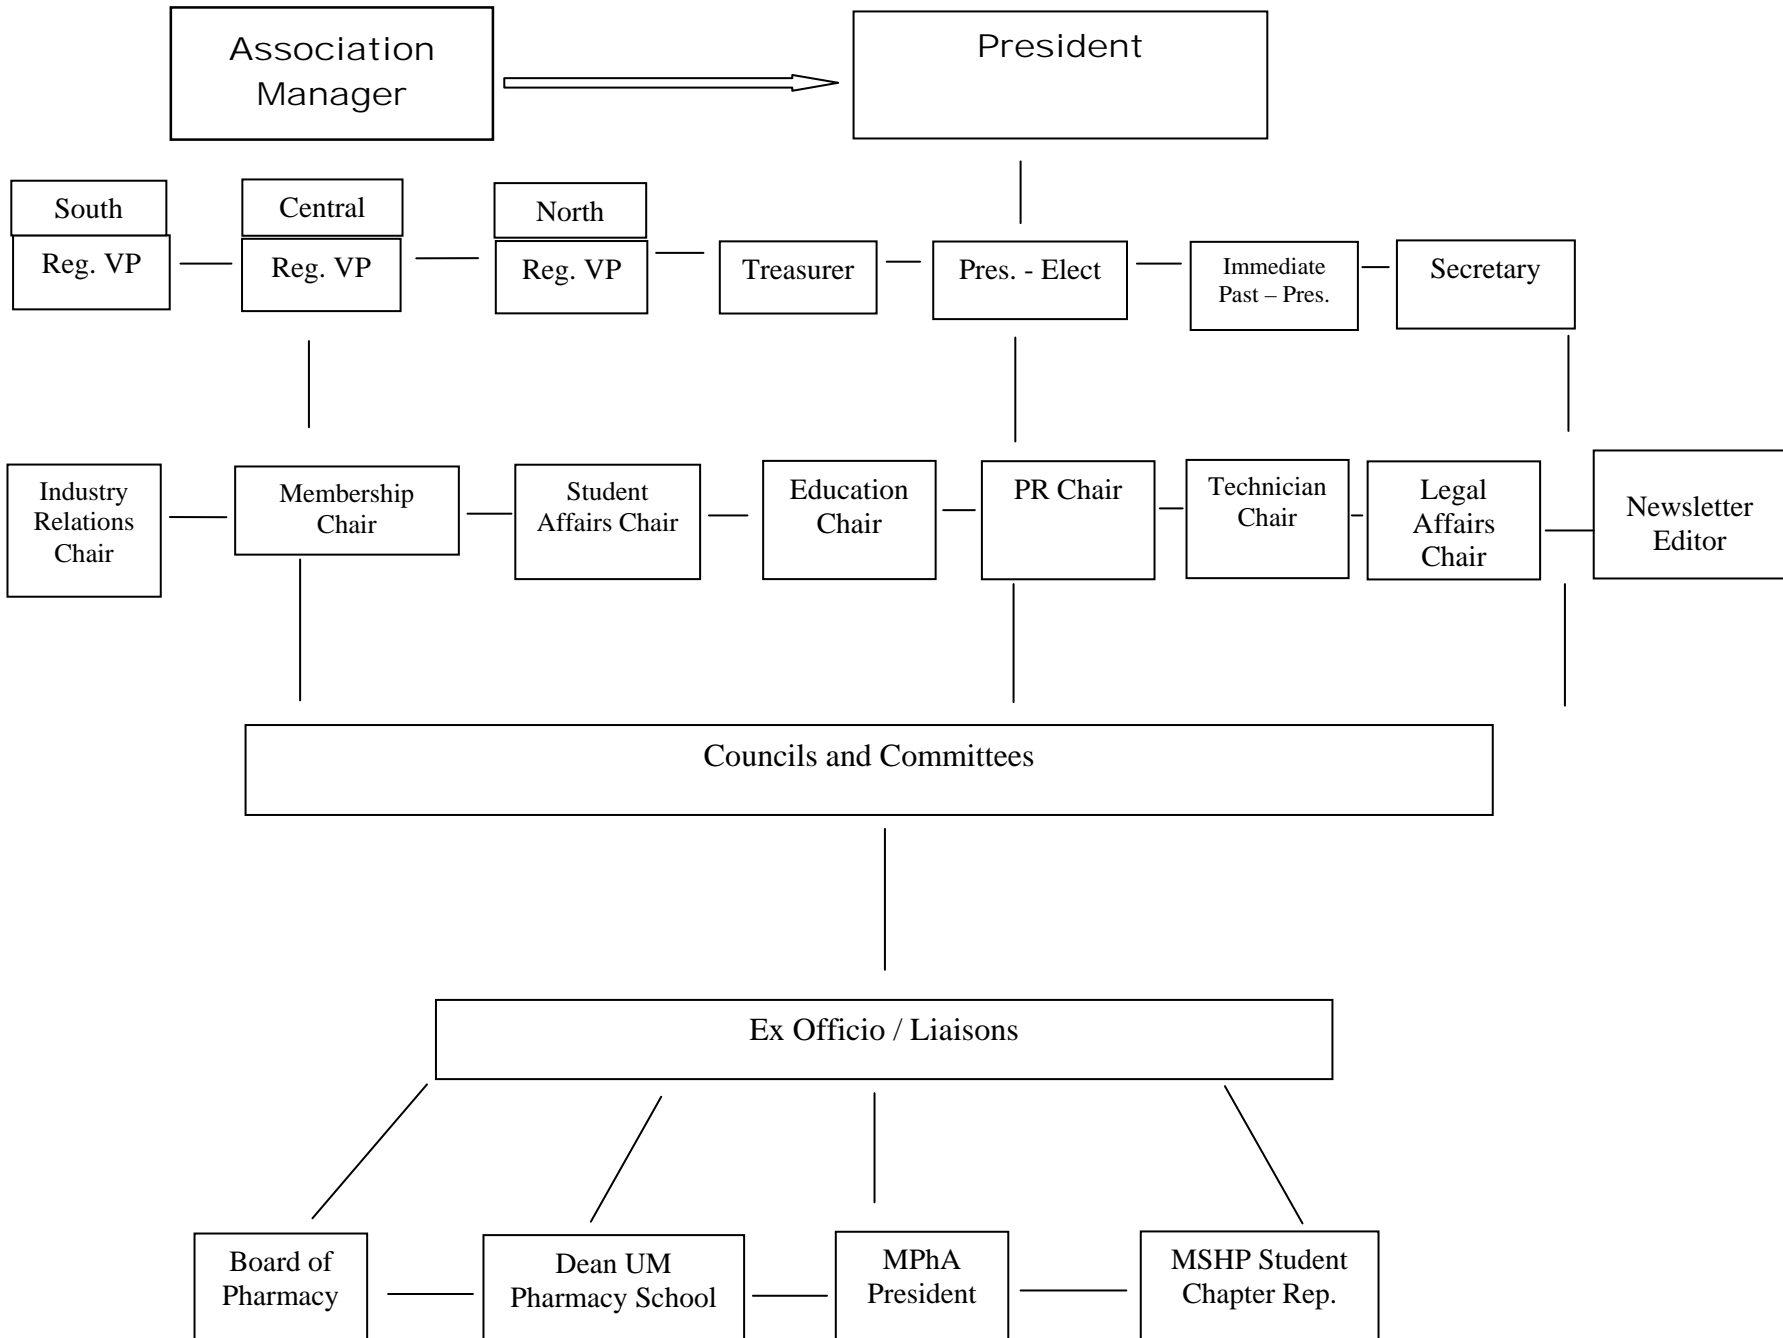 Association
Manager
President
South
Central
North
Reg. VP
Reg. VP
Reg. VP
Treasurer
Pres. - Elect
Immediate
Past – Pres.
Secretary
Industry
Relations
Chair
Membership
Chair
Student
Affairs Chair
Education
Chair
PR Chair
Technician
Chair
Legal
Affairs
Chair
Newsletter
Editor
Councils and Committees
Ex Officio / Liaisons
Board of
Pharmacy
Dean UM
Pharmacy School
MPhA
President
MSHP Student
Chapter Rep.